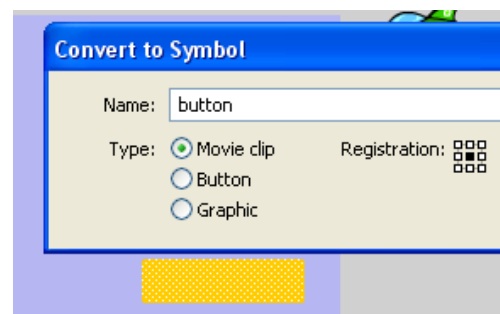 Convert to Symbol
Name: button
Type: Movie clip Registration:
Button
Graphic